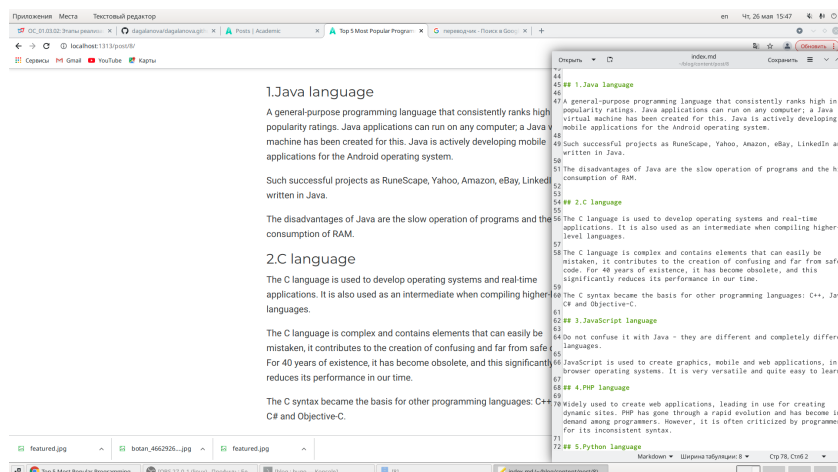 Приложения Места Текстовый редактор
en Чт, 26 мая 15:47
ОС_01.03.02: Этапы реализ
dagalanova/dagalanova.gith
Posts | Academic
Top 5 Most Popular Program
переводчик - Поиск в Goog
localhost:1313/post/8/
Обновить
Сервисы Gmail YouTube Карты
1.Java language
A general-purpose programming language that consistently ranks high
popularity ratings. Java applications can run on any computer; a Java v
machine has been created for this. Java is actively developing mobile
applications for the Android operating system.
Such successful projects as RuneScape, Yahoo, Amazon, eBay, LinkedI
written in Java.
The disadvantages of Java are the slow operation of programs and the
consumption of RAM.
2.C language
The C language is used to develop operating systems and real-time
applications. It is also used as an intermediate when compiling higher-l
languages.
The C language is complex and contains elements that can easily be
mistaken, it contributes to the creation of confusing and far from safe c
For 40 years of existence, it has become obsolete, and this significantly
reduces its performance in our time.
The C syntax became the basis for other programming languages: C++
C# and Objective-C.
Открыть
index.md
~/blog/content/post/8
Сохранить
43
44
45 ## 1.Java language
46
47 A general-purpose programming language that consistently ranks high in
popularity ratings. Java applications can run on any computer; a Java
virtual machine has been created for this. Java is actively developing
mobile applications for the Android operating system.
48
49 Such successful projects as RuneScape, Yahoo, Amazon, eBay, LinkedIn a
written in Java.
50
51 The disadvantages of Java are the slow operation of programs and the h
consumption of RAM.
52
53
54 ## 2.C language
55
56 The C language is used to develop operating systems and real-time
applications. It is also used as an intermediate when compiling higher-
level languages.
57
58 The C language is complex and contains elements that can easily be
mistaken, it contributes to the creation of confusing and far from safe
code. For 40 years of existence, it has become obsolete, and this
significantly reduces its performance in our time.
59
60 The C syntax became the basis for other programming languages: C++, Ja
C# and Objective-C.
61
62 ## 3.JavaScript language
63
64 Do not confuse it with Java - they are different and completely differe
languages.
65
66 JavaScript is used to create graphics, mobile and web applications, in
browser operating systems. It is very versatile and quite easy to learn
67
68 ## 4.PHP language
69
70 Widely used to create web applications, leading in use for creating
dynamic sites. PHP has gone through a rapid evolution and has become in
demand among programmers. However, it is often criticized by programme
for its inconsistent syntax.
71
72 ## 5.Python language
Markdown Ширина табуляции: 8 Стр 78, Стлб 2
featured.jpg
botan_4662926....jpg
featured.jpg